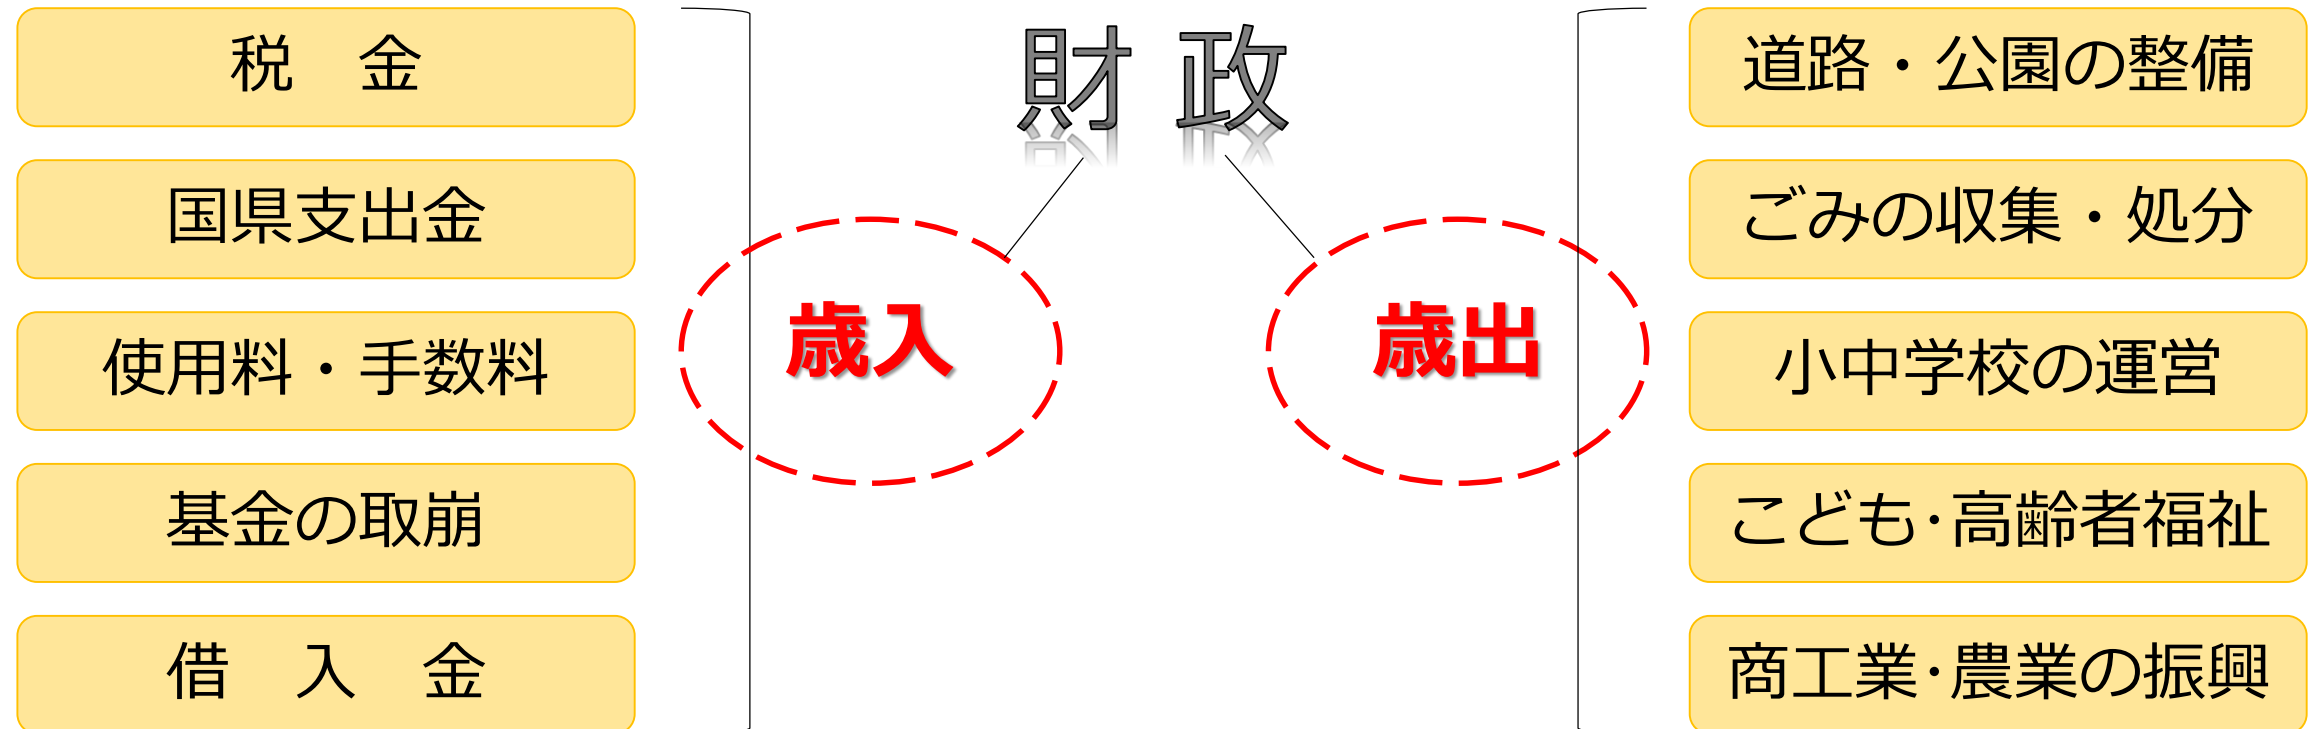 財政
歳入
税　金
国県支出金
使用料・手数料
基金の取崩
借　入　金
歳出
道路・公園の整備
ごみの収集・処分
小中学校の運営
こども･高齢者福祉
商工業･農業の振興